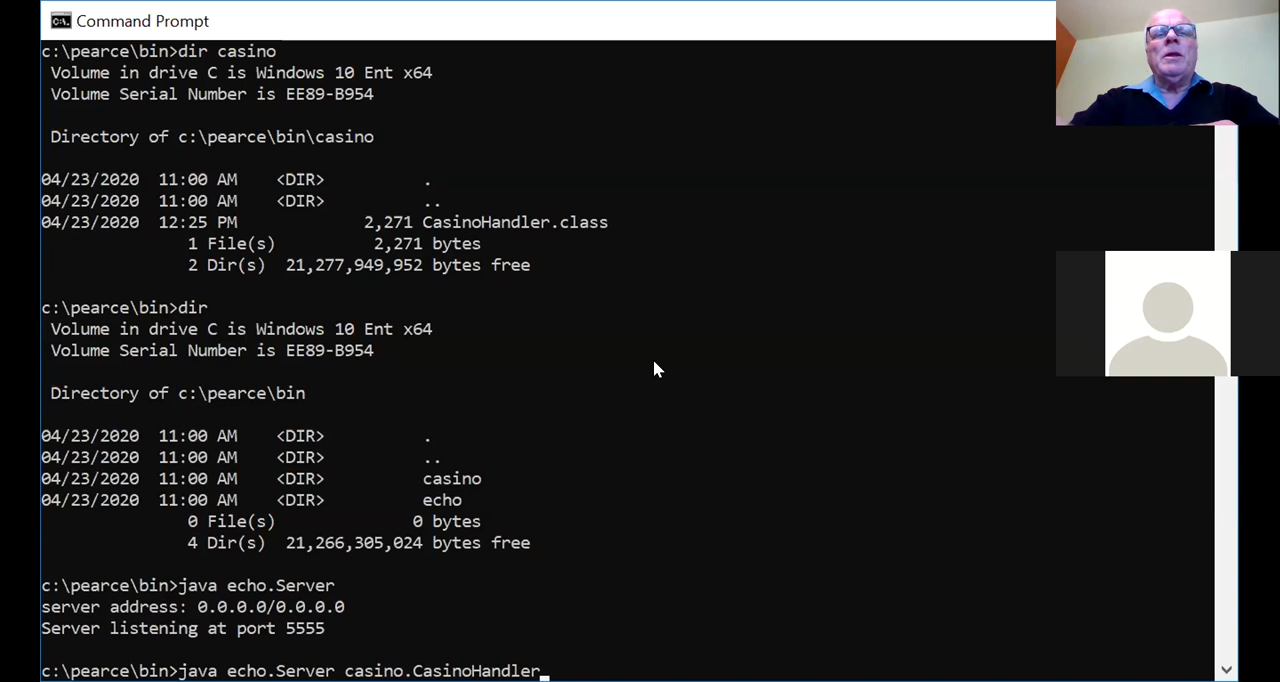 Command Prompt
c:\pearce\bin>dir casino
Volume in drive C is Windows 10 Ent x64
Volume Serial Number is EE89-B954
Directory of c:\pearce\bin\casino
04/23/2020  11:00 AM    <DIR>          .
04/23/2020  11:00 AM    <DIR>          ..
04/23/2020  12:25 PM             2,271 CasinoHandler.class
1 File(s)          2,271 bytes
2 Dir(s)  21,277,949,952 bytes free
c:\pearce\bin>dir
Volume in drive C is Windows 10 Ent x64
Volume Serial Number is EE89-B954
Directory of c:\pearce\bin
04/23/2020  11:00 AM    <DIR>          .
04/23/2020  11:00 AM    <DIR>          ..
04/23/2020  11:00 AM    <DIR>          casino
04/23/2020  11:00 AM    <DIR>          echo
0 File(s)              0 bytes
4 Dir(s)  21,266,305,024 bytes free
c:\pearce\bin>java echo.Server
server address: 0.0.0.0/0.0.0.0
Server listening at port 5555
c:\pearce\bin>java echo.Server casino.CasinoHandler